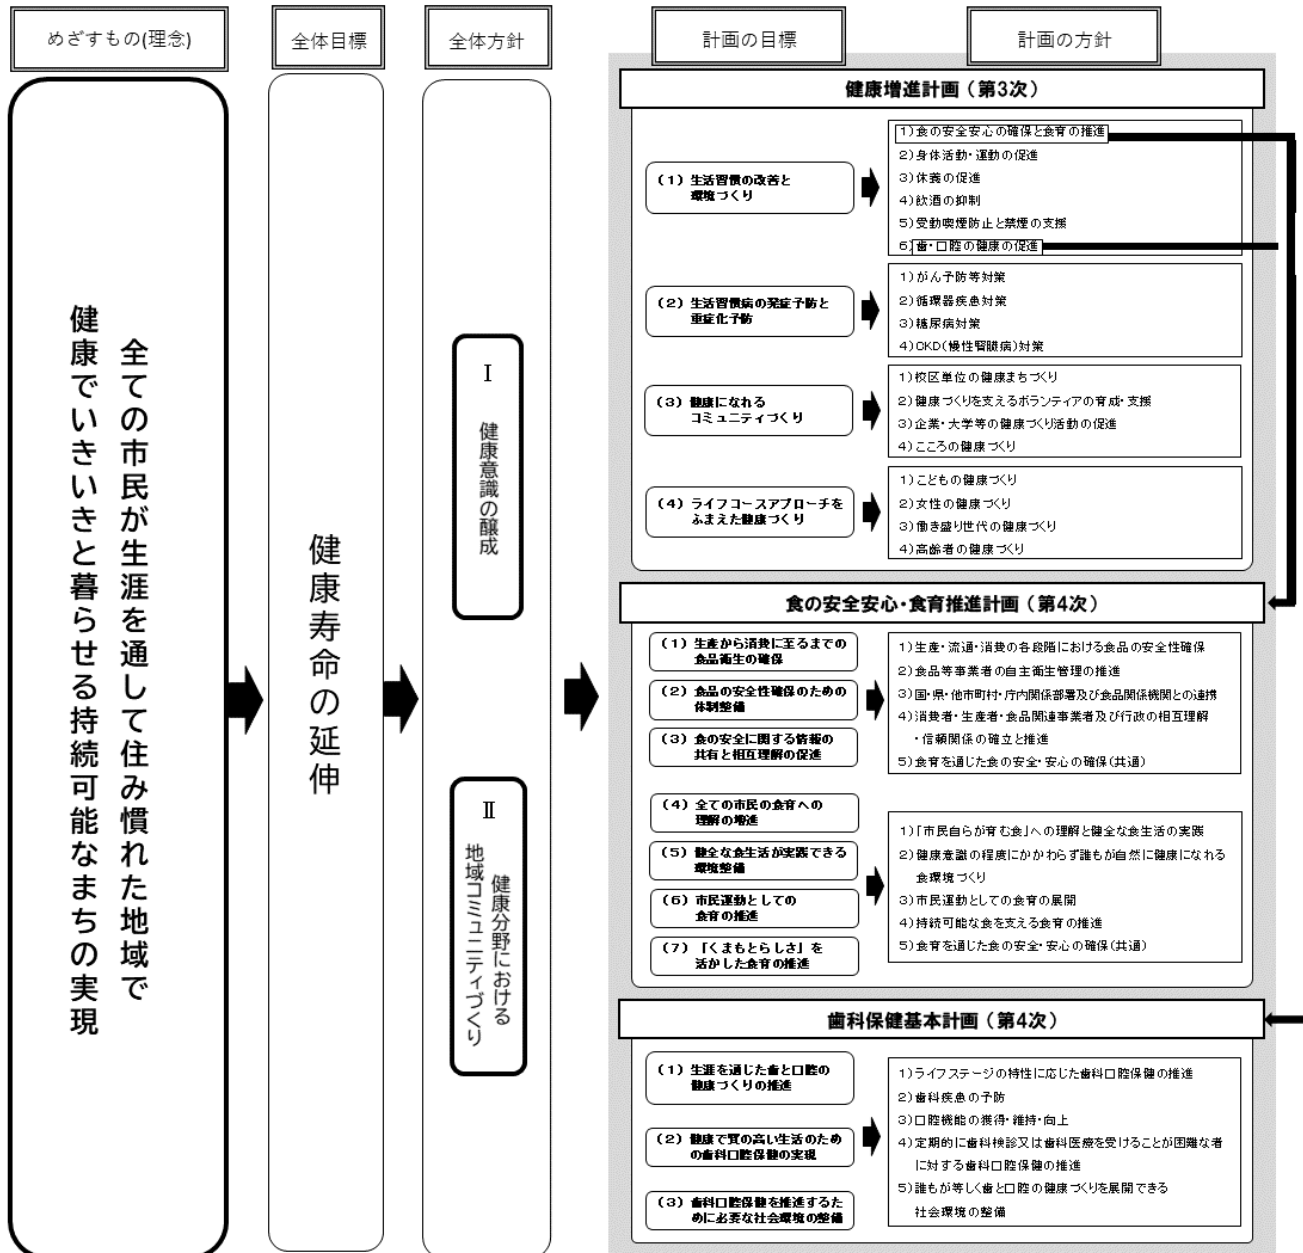 めざすもの(理念)
全体目標
全体方針
計画の目標
計画の方針
全ての市民が生涯を通して住み慣れた地域で
健康でいきいきと暮らせる持続可能なまちの実現
健康寿命の延伸
Ⅰ
健康意識の醸成
Ⅱ
健康分野における
地域コミュニティづくり
健康増進計画（第3次）
（１）生活習慣の改善と
環境づくり
1)食の安全安心の確保と食育の推進
2)身体活動・運動の促進
3)休養の促進
4)飲酒の抑制
5)受動喫煙防止と禁煙の支援
6)歯・口腔の健康の促進
（２）生活習慣病の発症予防と
重症化予防
1)がん予防等対策
2)循環器疾患対策
3)糖尿病対策
4)CKD(慢性腎臓病)対策
（３）健康になれる
コミュニティづくり
1)校区単位の健康まちづくり
2)健康づくりを支えるボランティアの育成・支援
3)企業・大学等の健康づくり活動の促進
4)こころの健康づくり
（４）ライフコースアプローチを
ふまえた健康づくり
1)こどもの健康づくり
2)女性の健康づくり
3)働き盛り世代の健康づくり
4)高齢者の健康づくり
食の安全安心・食育推進計画（第4次）
（１）生産から消費に至るまでの
食品衛生の確保
（２）食品の安全性確保のための
体制整備
（３）食の安全に関する情報の
共有と相互理解の促進
1)生産・流通・消費の各段階における食品の安全性確保
2)食品等事業者の自主衛生管理の推進
3)国・県・他市町村・庁内関係部署及び食品関係機関との連携
4)消費者・生産者・食品関連事業者及び行政の相互理解
・信頼関係の確立と推進
5)食育を通じた食の安全・安心の確保(共通)
（４）全ての市民の食育への
理解の増進
（５）健全な食生活が実践できる
環境整備
（６）市民運動としての
食育の推進
（７）「くまもとらしさ」を
活かした食育の推進
1)「市民自らが育む食」への理解と健全な食生活の実践
2)健康意識の程度にかかわらず誰もが自然に健康になれる
食環境づくり
3)市民運動としての食育の展開
4)持続可能な食を支える食育の推進
5)食育を通じた食の安全・安心の確保(共通)
歯科保健基本計画（第4次）
（１）生涯を通じた歯と口腔の
健康づくりの推進
（２）健康で質の高い生活のため
の歯科口腔保健の実現
（３）歯科口腔保健を推進するた
めに必要な社会環境の整備
1)ライフステージの特性に応じた歯科口腔保健の推進
2)歯科疾患の予防
3)口腔機能の獲得・維持・向上
4)定期的に歯科検診又は歯科医療を受けることが困難な者
に対する歯科口腔保健の推進
5)誰もが等しく歯と口腔の健康づくりを展開できる
社会環境の整備